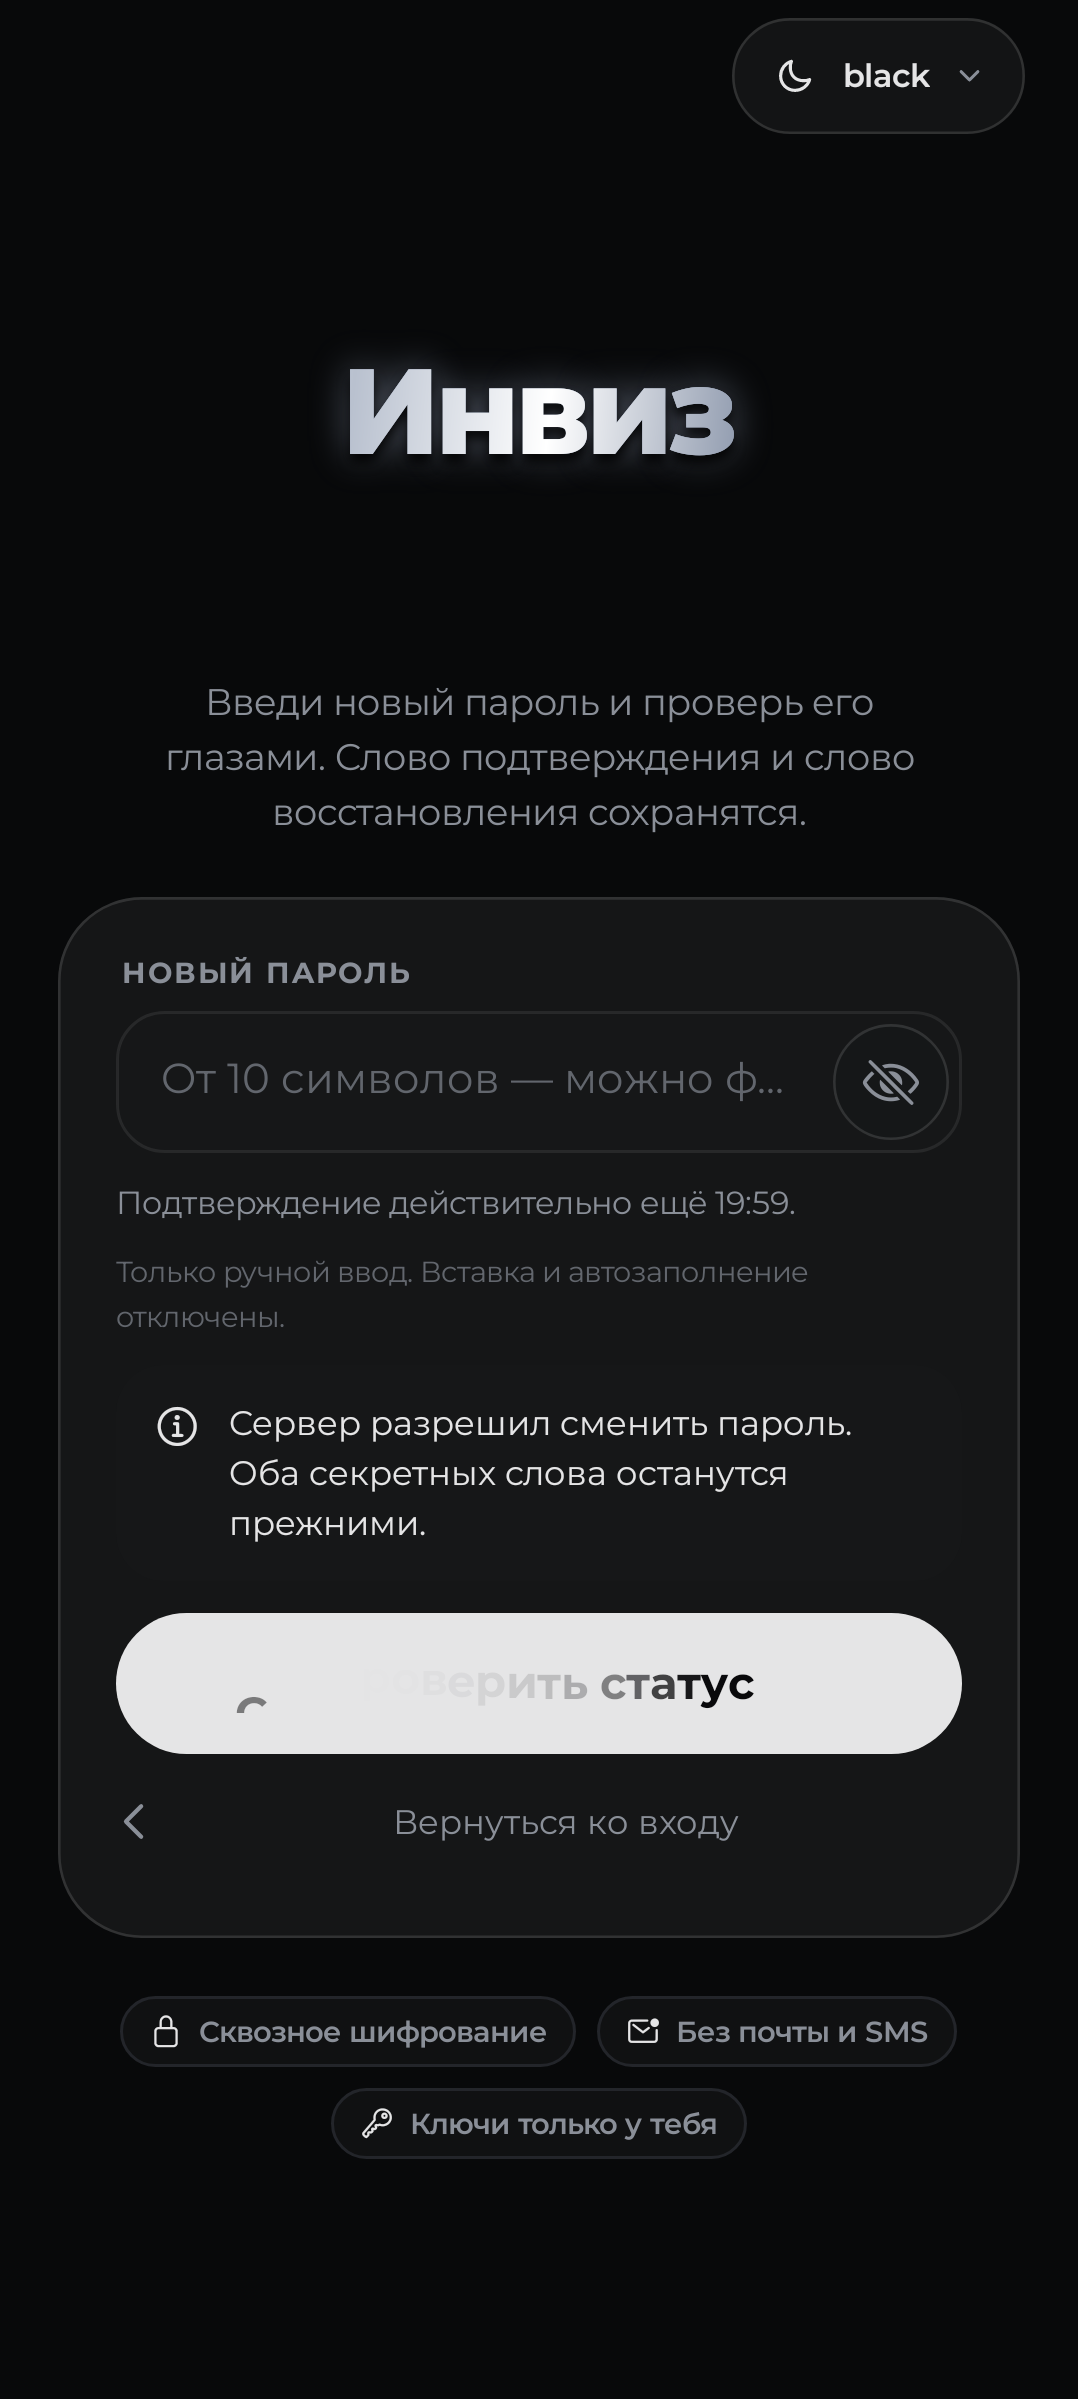 black
Инвиз
Введи новый пароль и проверь его
глазами. Слово подтверждения и слово
восстановления сохранятся.
НОВЫЙ ПАРОЛЬ
От 10 символов — можно ф...
Подтверждение действительно ещё 19:59.
Только ручной ввод. Вставка и автозаполнение
отключены.
Сервер разрешил сменить пароль.
Оба секретных слова останутся
прежними.
статус
Вернуться ко входу
Сквозное шифрование
Без почты и SMS
Ключи только у тебя